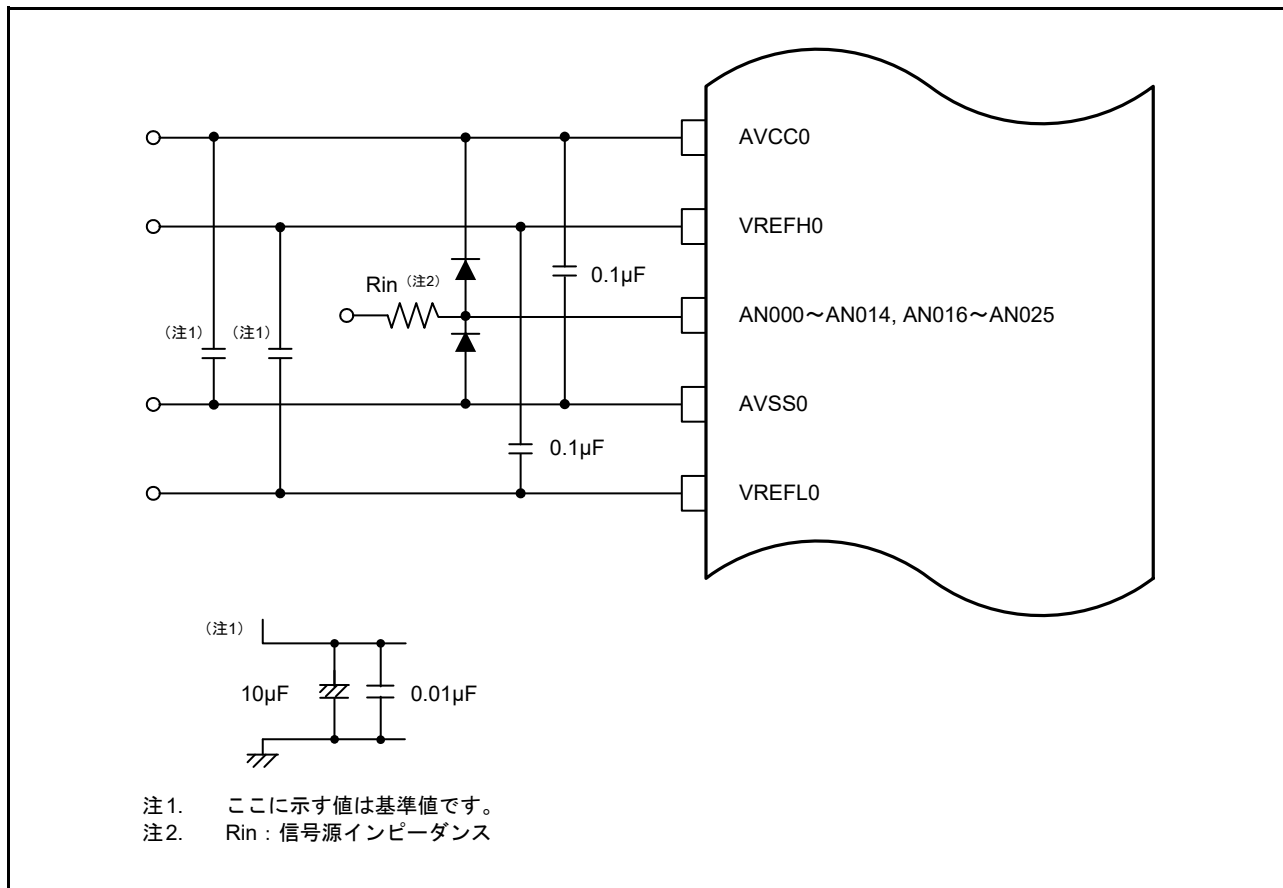 AVCC0
VREFH0
0.1µF
Rin（注2）
AN000～AN014, AN016～AN025
（注1） （注1）
AVSS0
0.1µF
VREFL0
（注1）
10µF 0.01µF
注1. ここに示す値は基準値です。
注2. Rin：信号源インピーダンス